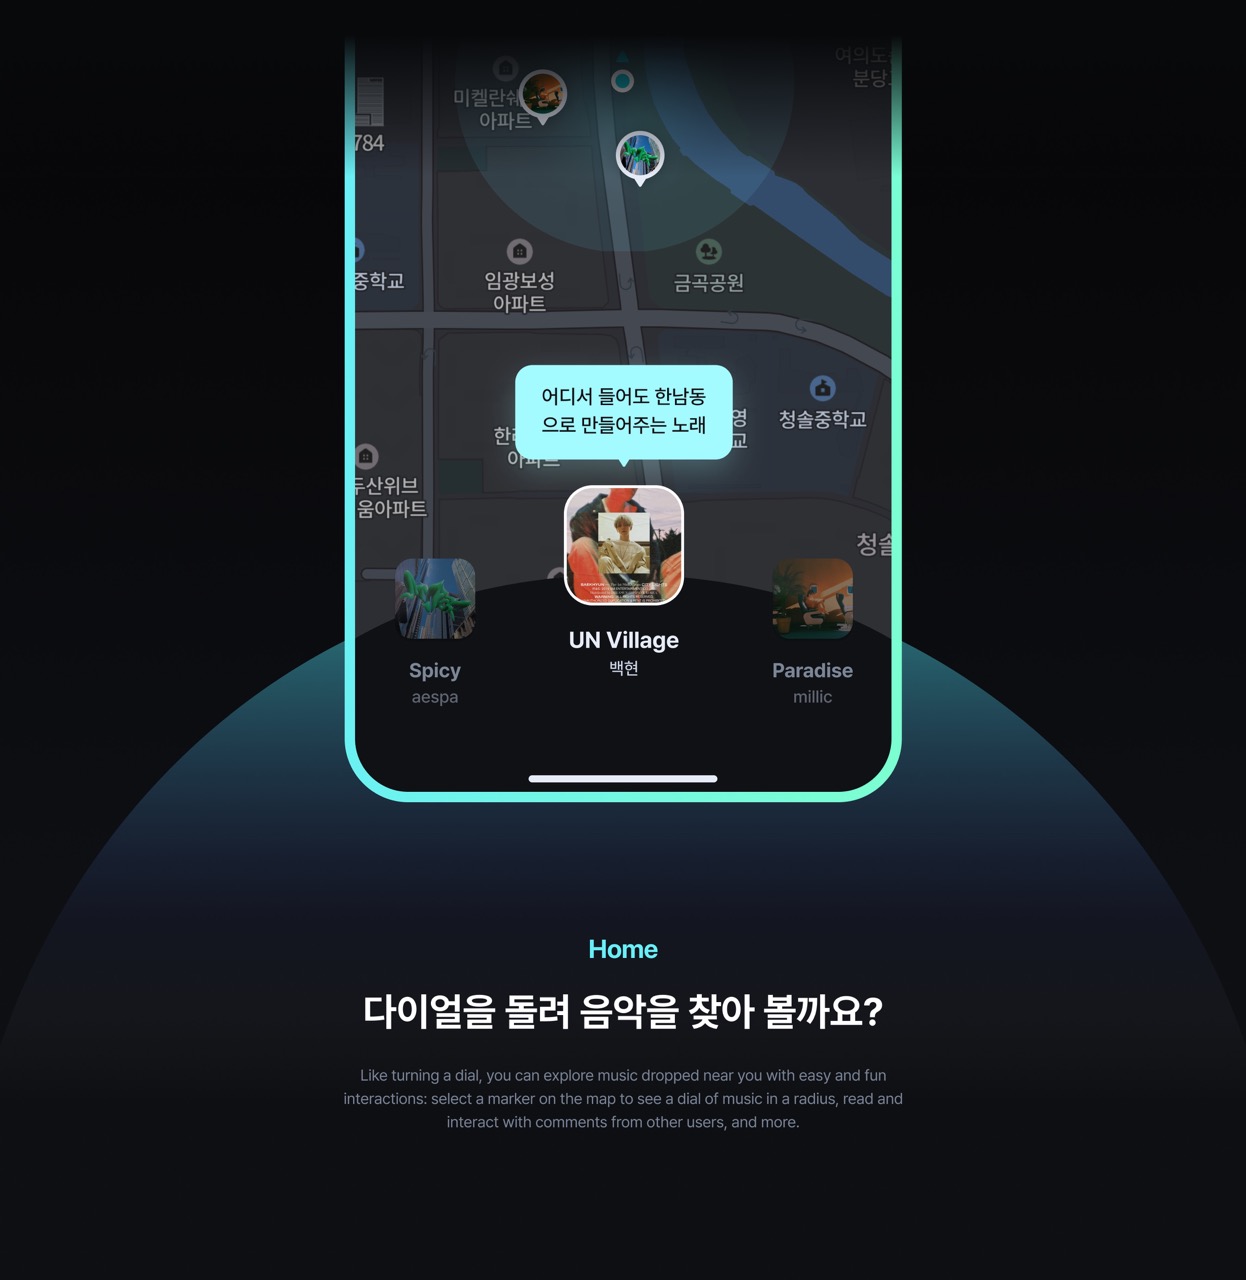 여의도
분당
미켈란쉐
아파트
784
중학교
임광보성
아파트
금곡공원
어디서 들어도 한남동
으로 만들어주는 노래
영
교
청솔중학교
한
아파트
두산위브
움아파트
청솔
UN Village
백현
Spicy
aespa
Paradise
millic
Home
다이얼을 돌려 음악을 찾아 볼까요?
Like turning a dial, you can explore music dropped near you with easy and fun
interactions: select a marker on the map to see a dial of music in a radius, read and
interact with comments from other users, and more.